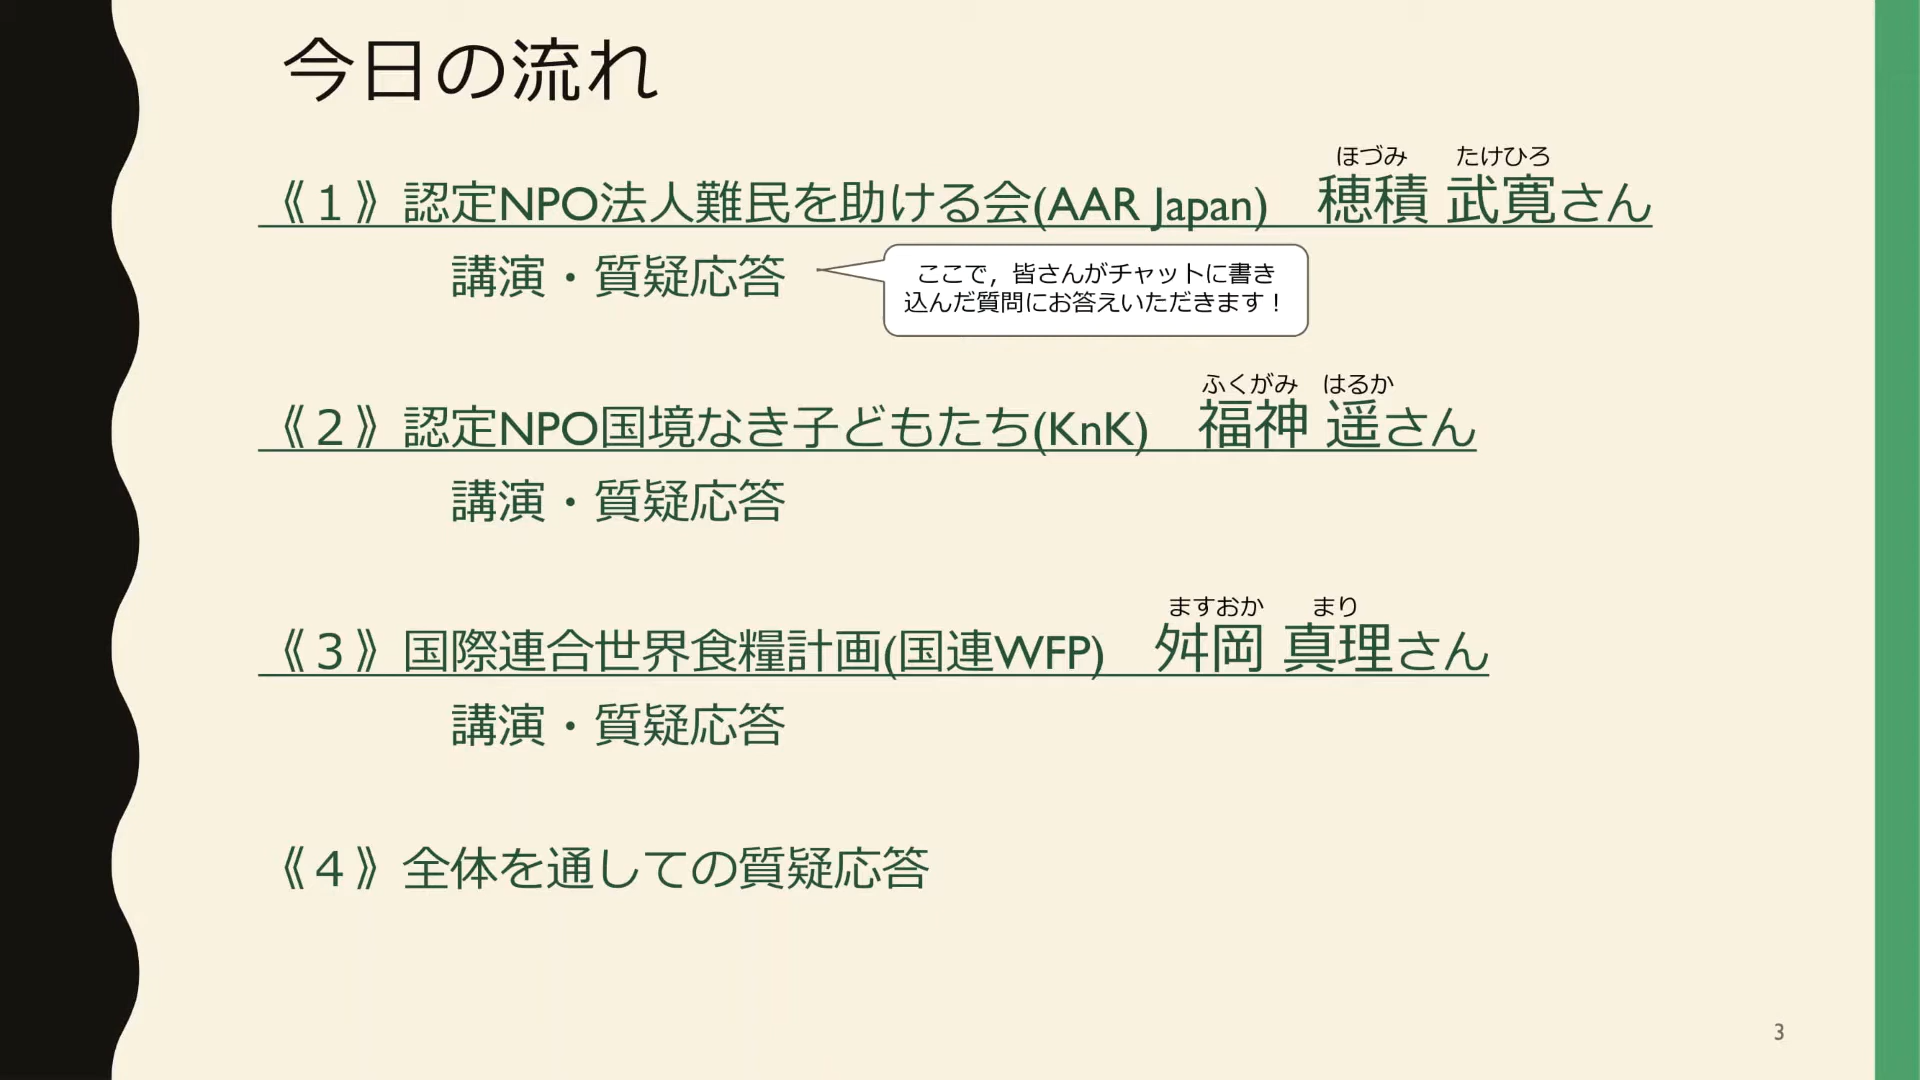 今日の流れ
ほづみ たけひろ
《１》認定NPO法人難民を助ける会(AAR Japan) 穂積 武寛さん
講演・質疑応答
ここで，皆さんがチャットに書き
込んだ質問にお答えいただきます！
ふくがみ はるか
《２》認定NPO国境なき子どもたち(KnK) 福神 遥さん
講演・質疑応答
ますおか まり
《３》国際連合世界食糧計画(国連WFP) 舛岡 真理さん
講演・質疑応答
《４》全体を通しての質疑応答
3